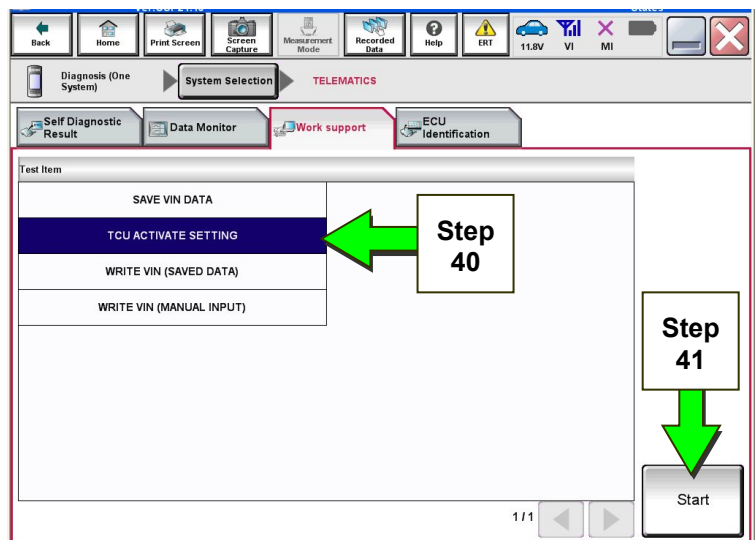 Back
Home
Print Screen
Screen
Capture
Measurement
Mode
Recorded
Data
Help
ERT
11.8V
VI
MI
Diagnosis (One
System)
System Selection
TELEMATICS
Self Diagnostic
Result
Data Monitor
Work support
ECU
Identification
Test Item
SAVE VIN DATA
TCU ACTIVATE SETTING
WRITE VIN (SAVED DATA)
WRITE VIN (MANUAL INPUT)
Step
40
Step
41
Start
1/1